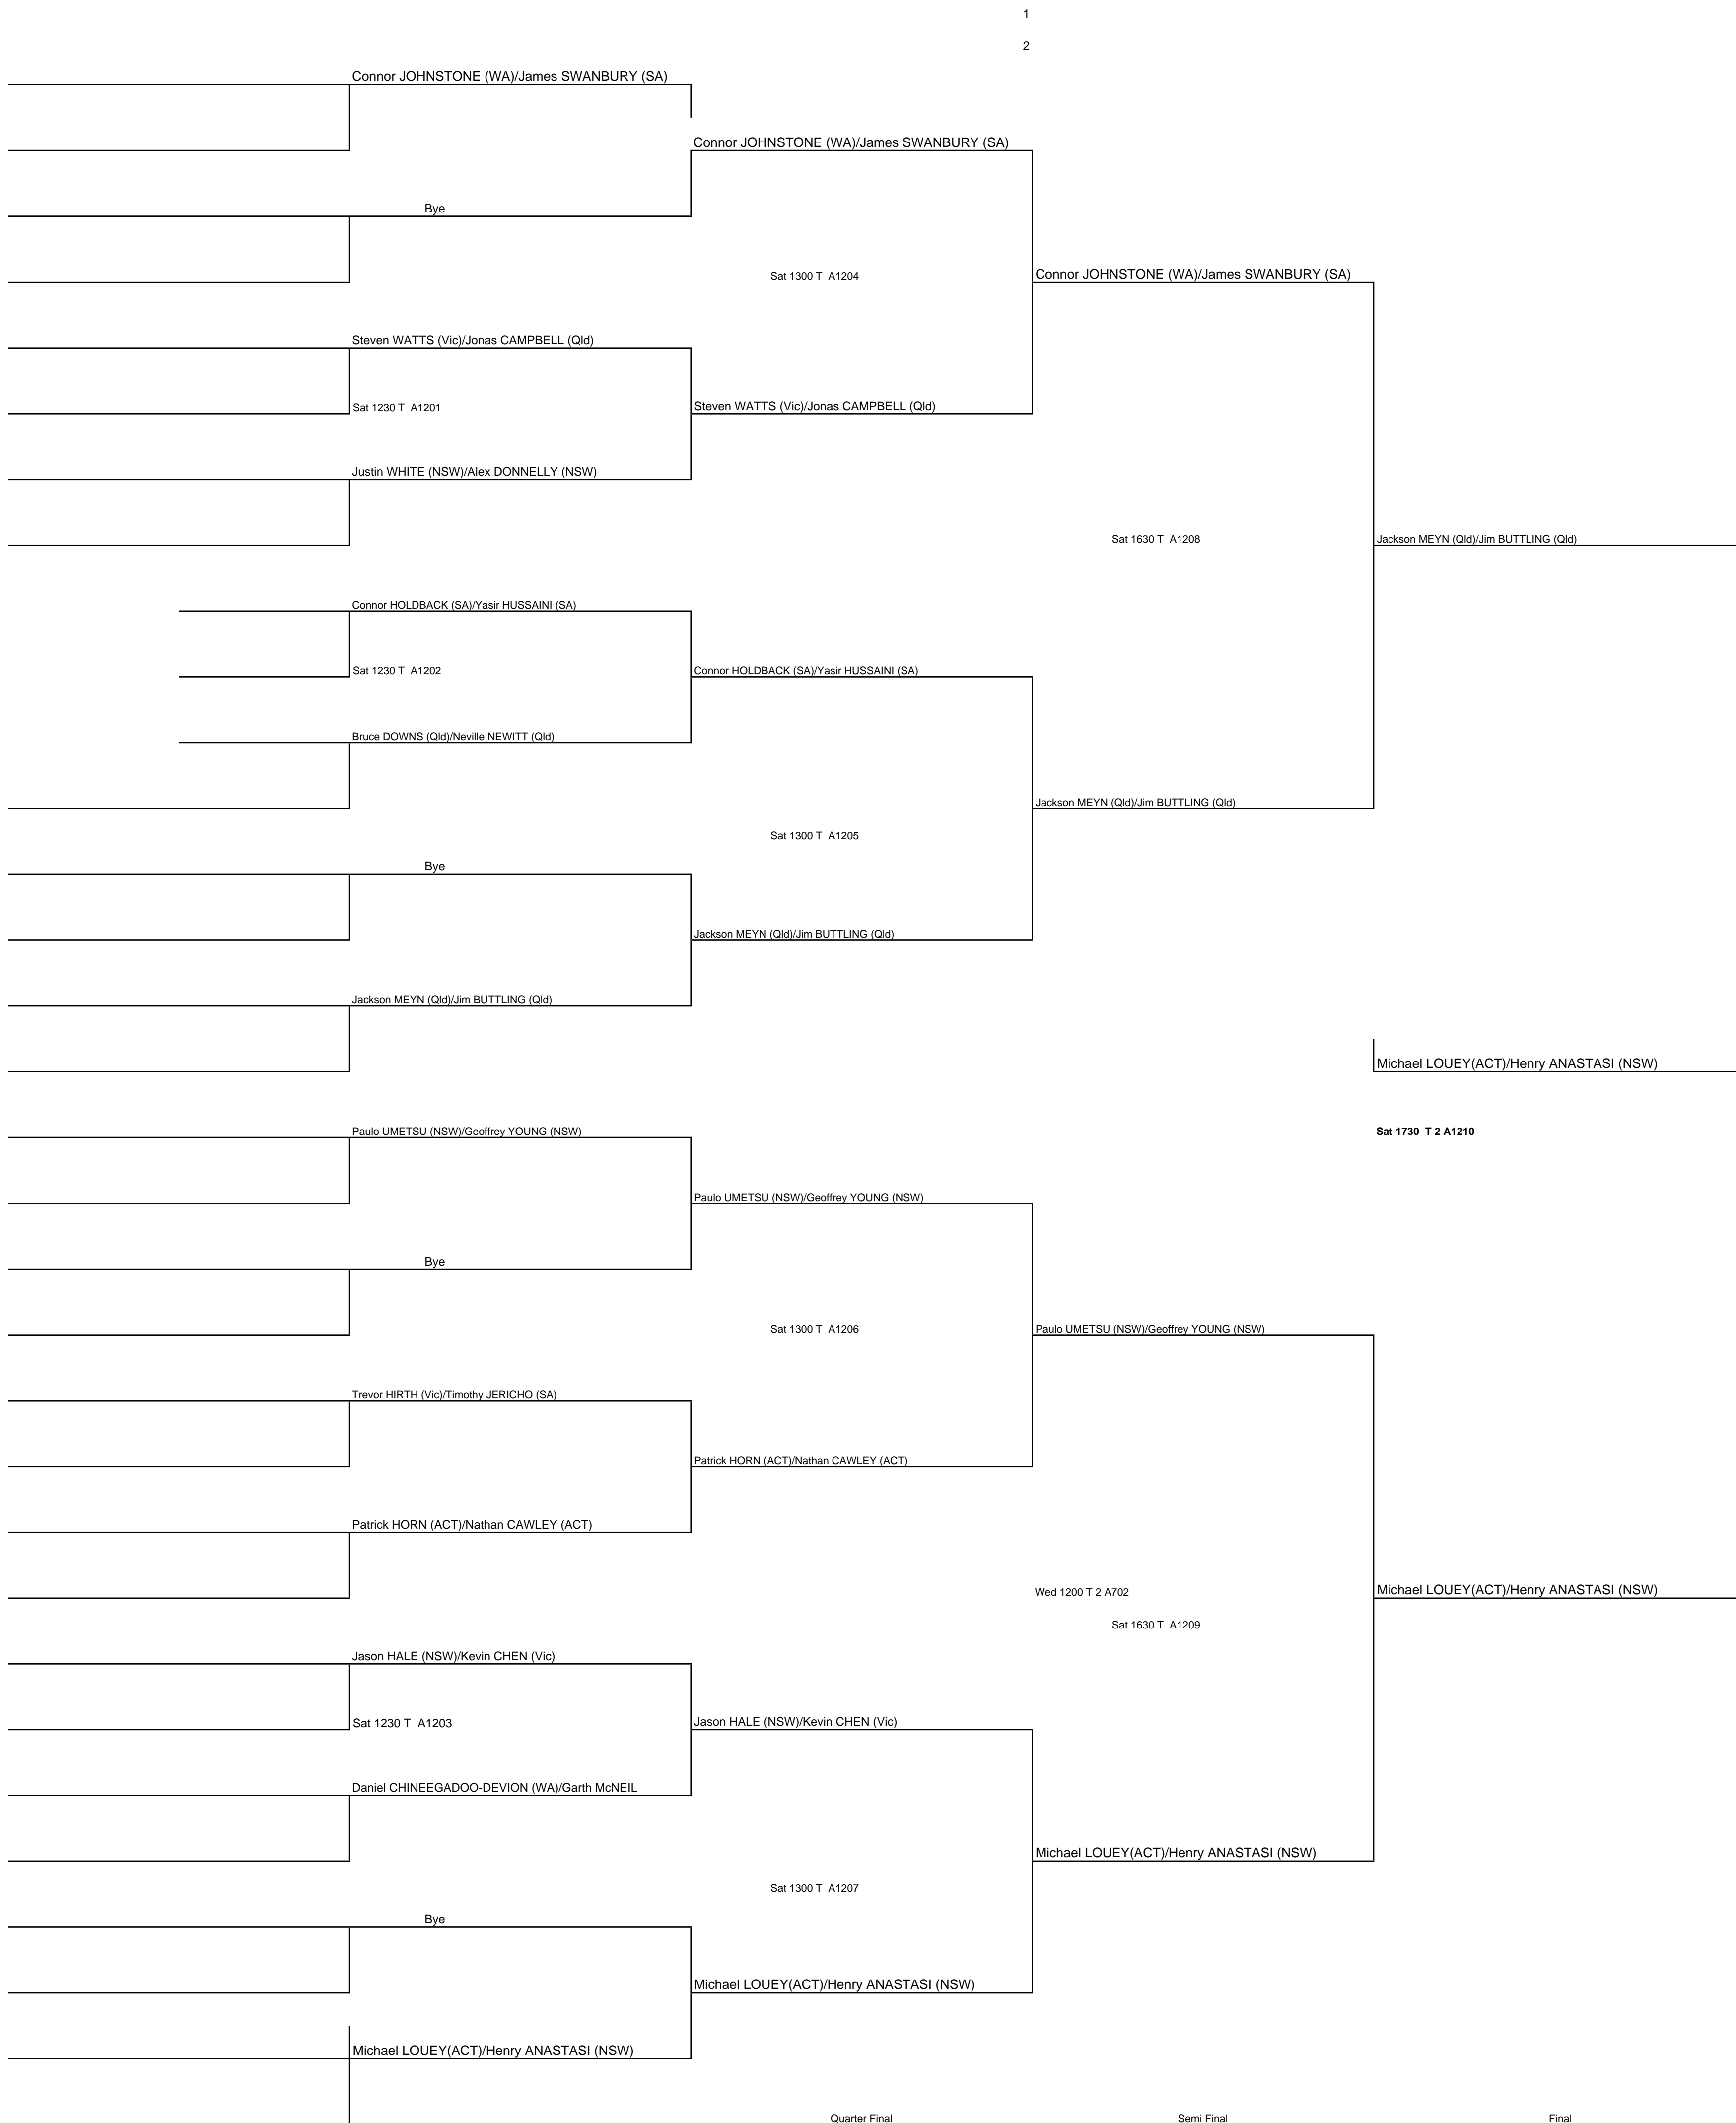 1
2
Connor JOHNSTONE (WA)/James SWANBURY (SA)
Connor JOHNSTONE (WA)/James SWANBURY (SA)
Bye
Sat 1300 T  A1204
Connor JOHNSTONE (WA)/James SWANBURY (SA)
Steven WATTS (Vic)/Jonas CAMPBELL (Qld)
Sat 1230 T  A1201
Steven WATTS (Vic)/Jonas CAMPBELL (Qld)
Justin WHITE (NSW)/Alex DONNELLY (NSW)
Sat 1630 T  A1208
Jackson MEYN (Qld)/Jim BUTTLING (Qld)
Connor HOLDBACK (SA)/Yasir HUSSAINI (SA)
Sat 1230 T  A1202
Connor HOLDBACK (SA)/Yasir HUSSAINI (SA)
Bruce DOWNS (Qld)/Neville NEWITT (Qld)
Jackson MEYN (Qld)/Jim BUTTLING (Qld)
Sat 1300 T  A1205
Bye
Jackson MEYN (Qld)/Jim BUTTLING (Qld)
Jackson MEYN (Qld)/Jim BUTTLING (Qld)
Michael LOUEY(ACT)/Henry ANASTASI (NSW)
Paulo UMETSU (NSW)/Geoffrey YOUNG (NSW)
Sat 1730  T 2 A1210
Paulo UMETSU (NSW)/Geoffrey YOUNG (NSW)
Bye
Sat 1300 T  A1206
Paulo UMETSU (NSW)/Geoffrey YOUNG (NSW)
Trevor HIRTH (Vic)/Timothy JERICHO (SA)
Patrick HORN (ACT)/Nathan CAWLEY (ACT)
Patrick HORN (ACT)/Nathan CAWLEY (ACT)
Wed 1200 T 2 A702
Michael LOUEY(ACT)/Henry ANASTASI (NSW)
Sat 1630 T  A1209
Jason HALE (NSW)/Kevin CHEN (Vic)
Sat 1230 T  A1203
Jason HALE (NSW)/Kevin CHEN (Vic)
Daniel CHINEEGADOO-DEVION (WA)/Garth McNEIL
Michael LOUEY(ACT)/Henry ANASTASI (NSW)
Sat 1300 T  A1207
Bye
Michael LOUEY(ACT)/Henry ANASTASI (NSW)
Michael LOUEY(ACT)/Henry ANASTASI (NSW)
Quarter Final
Semi Final
Final